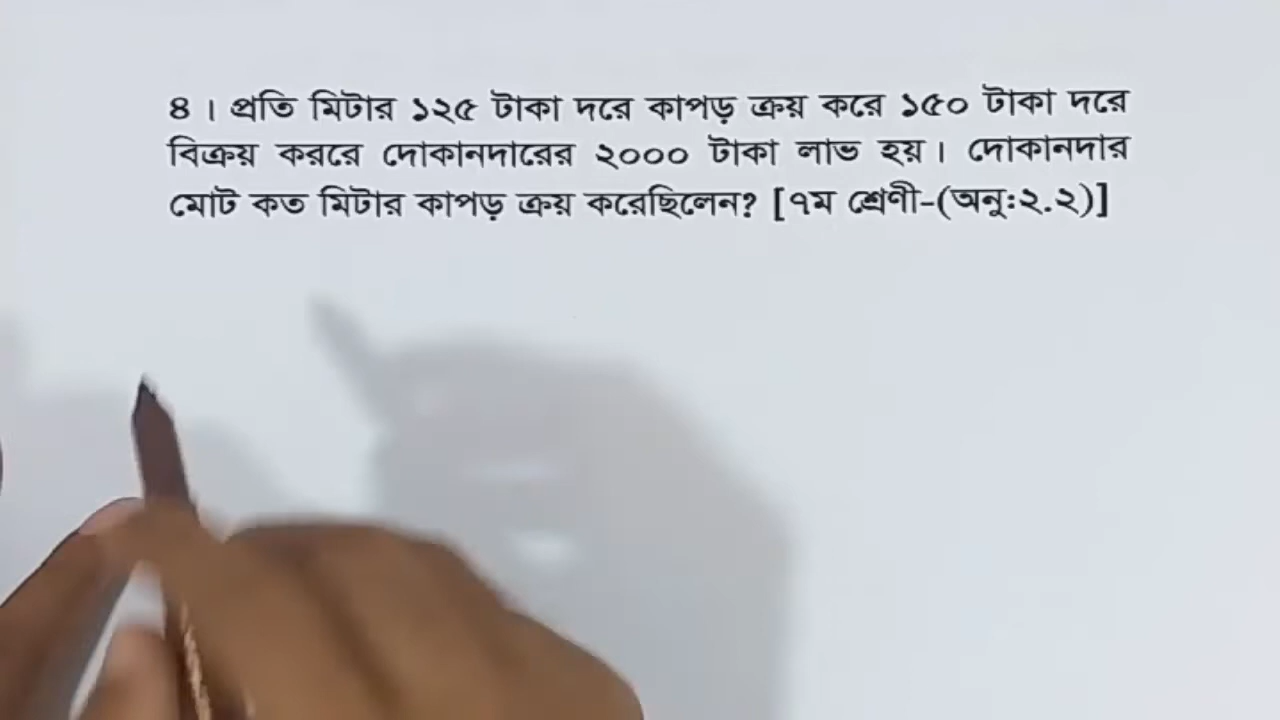 ৪। প্রতি মিটার ১২৫ টাকা দরে কাপড় ক্রয় করে ১৫০ টাকা দরে
বিক্রয় কররে দোকানদারের ২০০০ টাকা লাভ হয়। দোকানদার
মোট কত মিটার কাপড় ক্রয় করেছিলেন? [৭ম শ্রেণী-(অনু:২.২)]